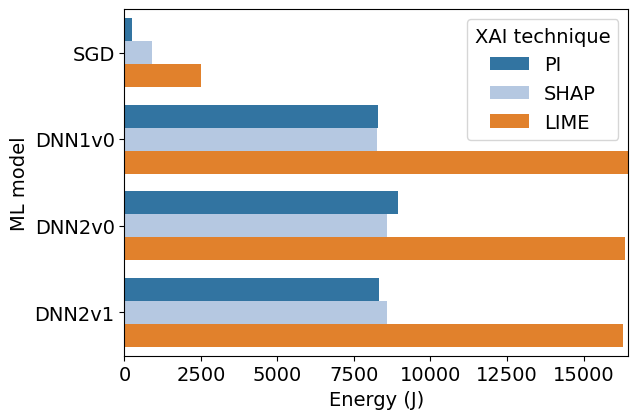 XAI technique
PI
SHAP
LIME
ML model
SGD
DNN1v0
DNN2v0
DNN2v1
0 2500 5000 7500 10000 12500 15000
Energy (J)